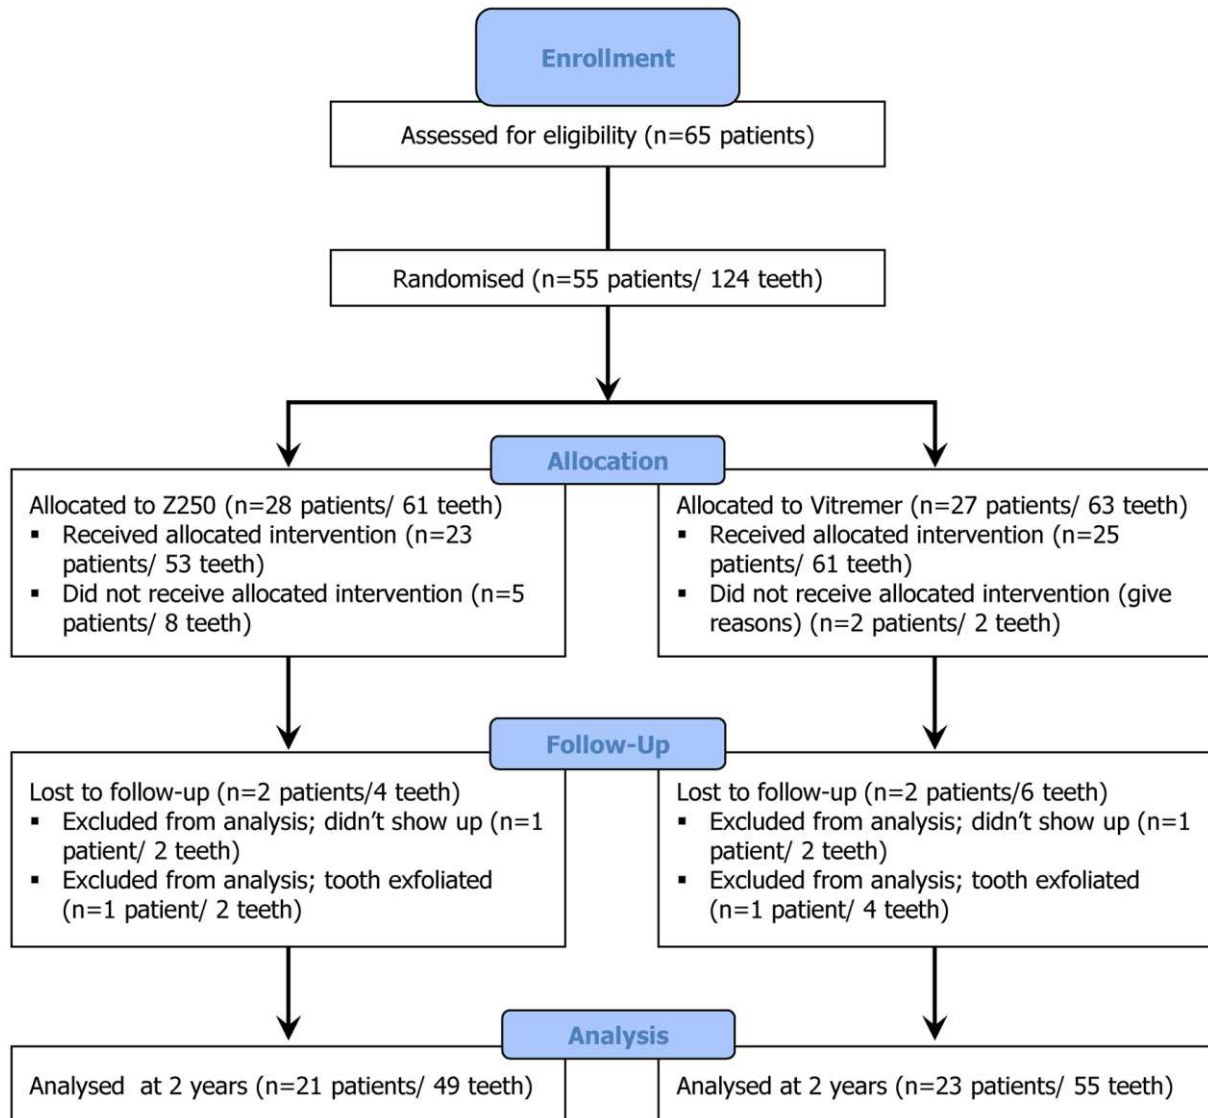 Enrollment
Assessed for eligibility (n=65 patients)
Randomised (n=55 patients/ 124 teeth)
Allocation
Allocated to Z250 (n=28 patients/ 61 teeth)
▪ Received allocated intervention (n=23
patients/ 53 teeth)
▪ Did not receive allocated intervention (n=5
patients/ 8 teeth)
Allocated to Vitremer (n=27 patients/ 63 teeth)
▪ Received allocated intervention (n=25
patients/ 61 teeth)
▪ Did not receive allocated intervention (give
reasons) (n=2 patients/ 2 teeth)
Follow-Up
Lost to follow-up (n=2 patients/4 teeth)
▪ Excluded from analysis; didn’t show up (n=1
patient/ 2 teeth)
▪ Excluded from analysis; tooth exfoliated
(n=1 patient/ 2 teeth)
Lost to follow-up (n=2 patients/6 teeth)
▪ Excluded from analysis; didn’t show up (n=1
patient/ 2 teeth)
▪ Excluded from analysis; tooth exfoliated
(n=1 patient/ 4 teeth)
Analysis
Analysed at 2 years (n=21 patients/ 49 teeth)
Analysed at 2 years (n=23 patients/ 55 teeth)